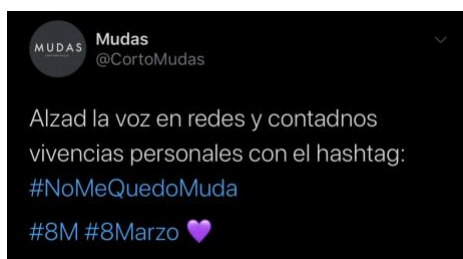 MUDAS
Mudas
@CortoMudas
Alzad la voz en redes y contadnos
vivencias personales con el hashtag:
#NoMeQuedoMuda
#8M #8Marzo 💜